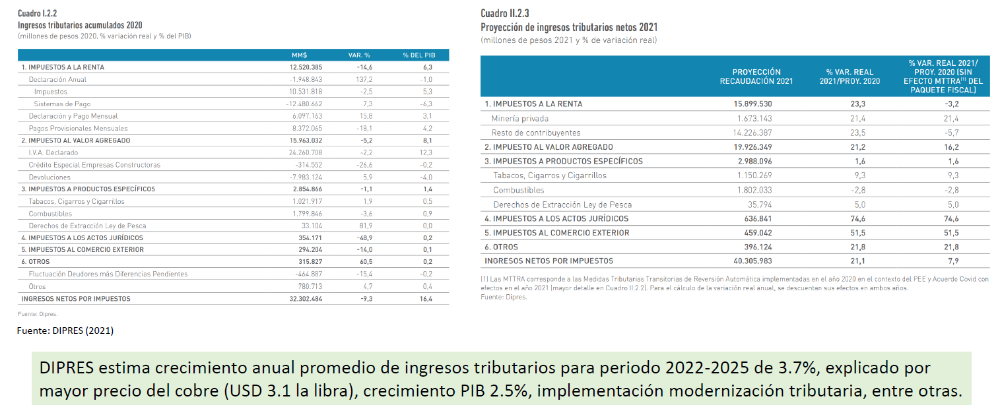 Cuadro I.2.2
Ingresos tributarios acumulados 2020
(millones de pesos 2020, % variación real y % del PIB)
MM$ VAR. % % DEL PIB
1. IMPUESTOS A LA RENTA 12.520.385 -14,6 6,3
Declaración Anual -1.948.843 137,2 -1,0
Impuestos 10.531.818 -2,5 5,3
Sistemas de Pago -12.480.662 7,3 -6,3
Declaración y Pago Mensual 6.097.163 15,8 3,1
Pagos Provisionales Mensuales 8.372.065 -18,1 4,2
2. IMPUESTO AL VALOR AGREGADO 15.963.032 -5,2 8,1
I.V.A. Declarado 24.260.708 -2,2 12,3
Crédito Especial Empresas Constructoras -314.552 -26,6 -0,2
Devoluciones -7.983.124 5,9 -4,0
3. IMPUESTOS A PRODUCTOS ESPECÍFICOS 2.854.866 -1,1 1,4
Tabacos, Cigarros y Cigarrillos 1.021.917 1,9 0,5
Combustibles 1.799.846 -3,6 0,9
Derechos de Extracción Ley de Pesca 33.104 81,9 0,0
4. IMPUESTOS A LOS ACTOS JURÍDICOS 354.171 -48,9 0,2
5. IMPUESTOS AL COMERCIO EXTERIOR 294.204 -14,0 0,1
6. OTROS 315.827 60,5 0,2
Fluctuación Deudores más Diferencias Pendientes -464.887 -15,4 -0,2
Otros 780.713 4,7 0,4
INGRESOS NETOS POR IMPUESTOS 32.302.484 -9,3 16,4
Fuente: Dipres.
Fuente: DIPRES (2021)
Cuadro II.2.3
Proyección de ingresos tributarios netos 2021
(millones de pesos 2021 y % de variación real)
PROYECCIÓN RECAUDACIÓN 2021 % VAR. REAL 2021/PROY. 2020 % VAR. REAL 2021/ PROY. 2020 (SIN EFECTO MTTRA(1) DEL PAQUETE FISCAL)
1. IMPUESTOS A LA RENTA 15.899.530 23,3 -3,2
Minería privada 1.673.143 21,4 21,4
Resto de contribuyentes 14.226.387 23,5 -5,7
2. IMPUESTO AL VALOR AGREGADO 19.926.349 21,2 16,2
3. IMPUESTOS A PRODUCTOS ESPECÍFICOS 2.988.096 1,6 1,6
Tabacos, Cigarros y Cigarrillos 1.150.269 9,3 9,3
Combustibles 1.802.033 -2,8 -2,8
Derechos de Extracción Ley de Pesca 35.794 5,0 5,0
4. IMPUESTOS A LOS ACTOS JURÍDICOS 636.841 74,6 74,6
5. IMPUESTOS AL COMERCIO EXTERIOR 459.042 51,5 51,5
6. OTROS 396.124 21,8 21,8
INGRESOS NETOS POR IMPUESTOS 40.305.983 21,1 7,9
(1) Las MTTRA corresponde a las Medidas Tributarias Transitorias de Reversión Automática implementadas en el año 2020 en el contexto del PEE y Acuerdo Covid con
efectos en el año 2021 (mayor detalle en Cuadro II.2.2). Para el cálculo de la variación real anual, se descuentan sus efectos en ambos años.
Fuente: Dipres.
DIPRES estima crecimiento anual promedio de ingresos tributarios para periodo 2022-2025 de 3.7%, explicado por
mayor precio del cobre (USD 3.1 la libra), crecimiento PIB 2.5%, implementación modernización tributaria, entre otras.